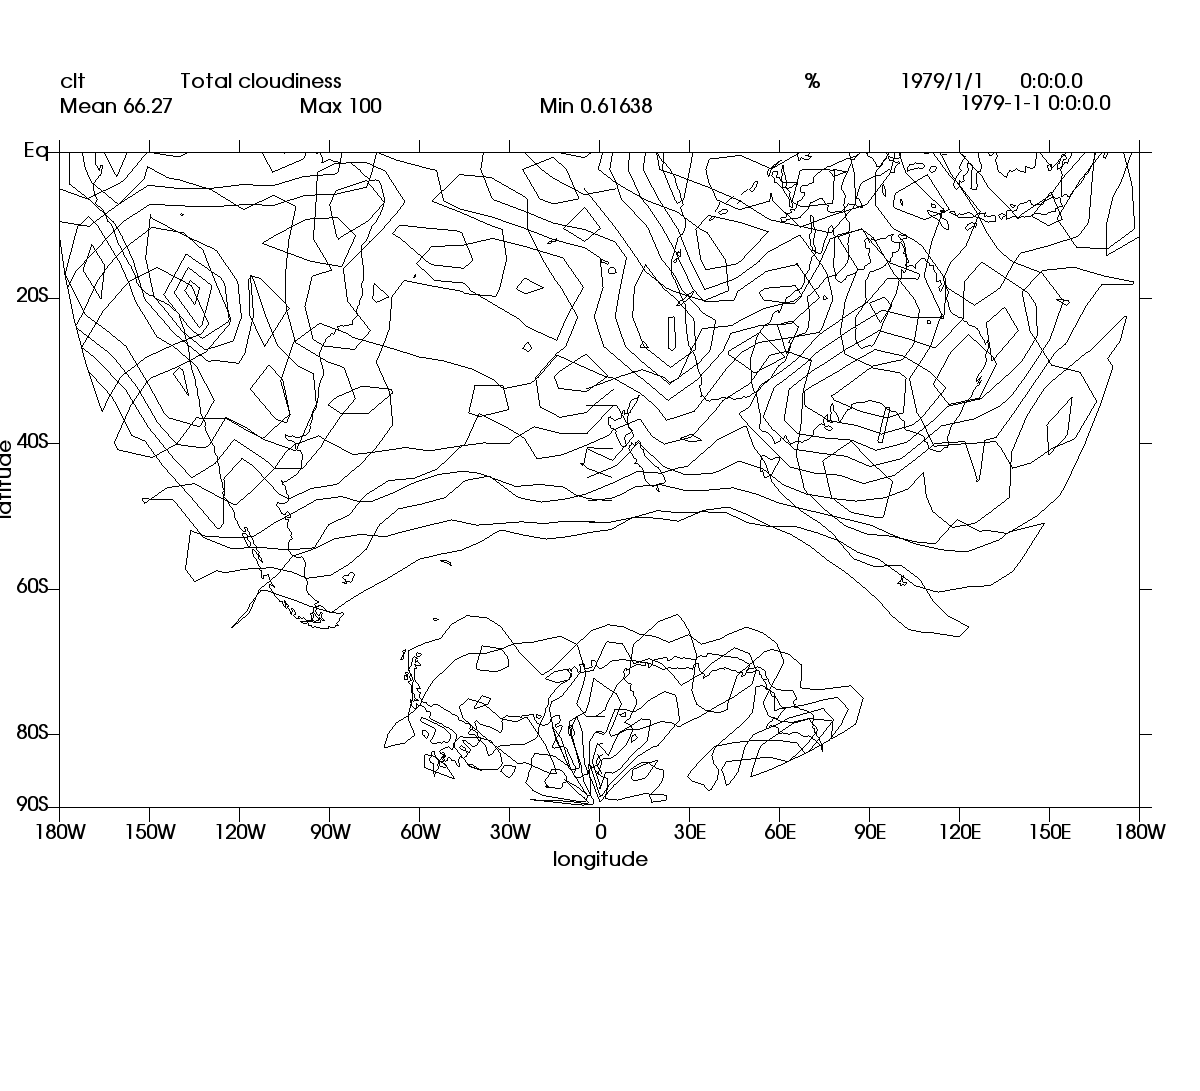 clt Total cloudiness % 1979/1/1 0:0:0.0
Mean 66.27 Max 100 Min 0.61638 1979-1-1 0:0:0.0
Eq
20S
40S
latitude
60S
80S
90S
180W 150W 120W 90W 60W 30W 0 30E 60E 90E 120E 150E 180W
longitude